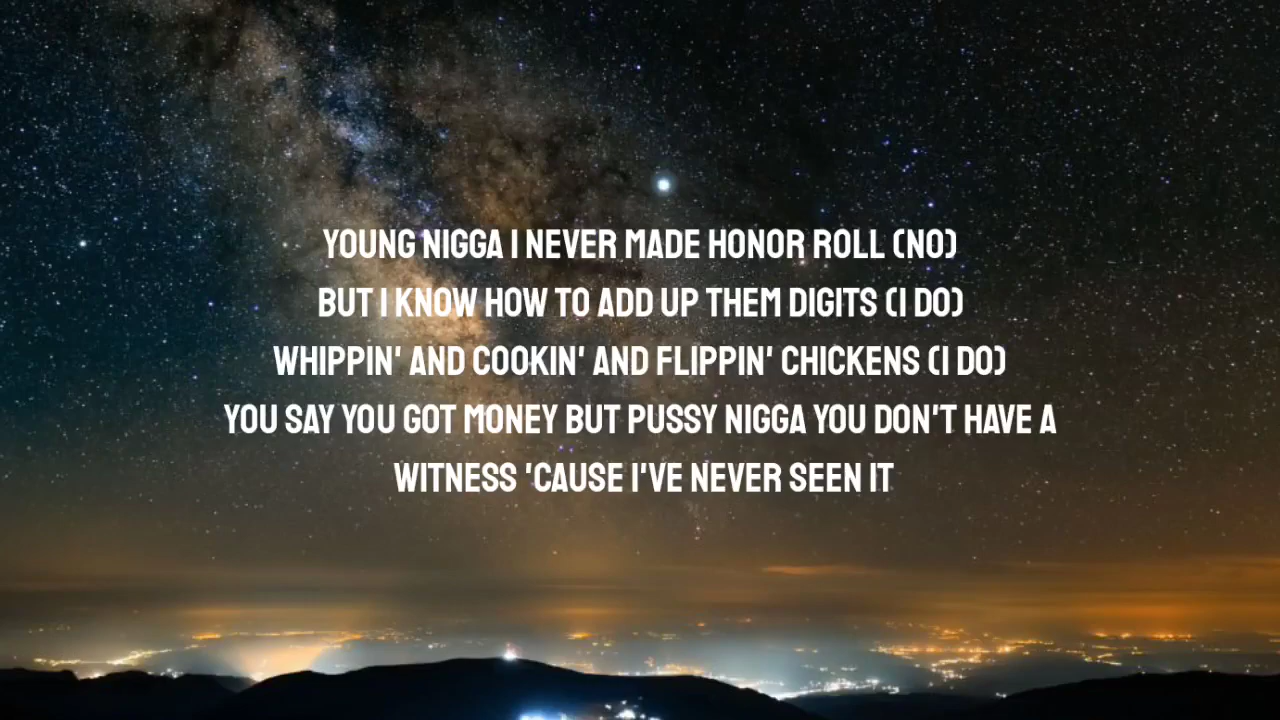 YOUNG NIGGA I NEVER MADE HONOR ROLL (NO)
BUT I KNOW HOW TO ADD UP THEM DIGITS (I DO)
WHIPPIN' AND COOKIN' AND FLIPPIN' CHICKENS (I DO)
YOU SAY YOU GOT MONEY BUT PUSSY NIGGA YOU DON'T HAVE A
WITNESS 'CAUSE I'VE NEVER SEEN IT